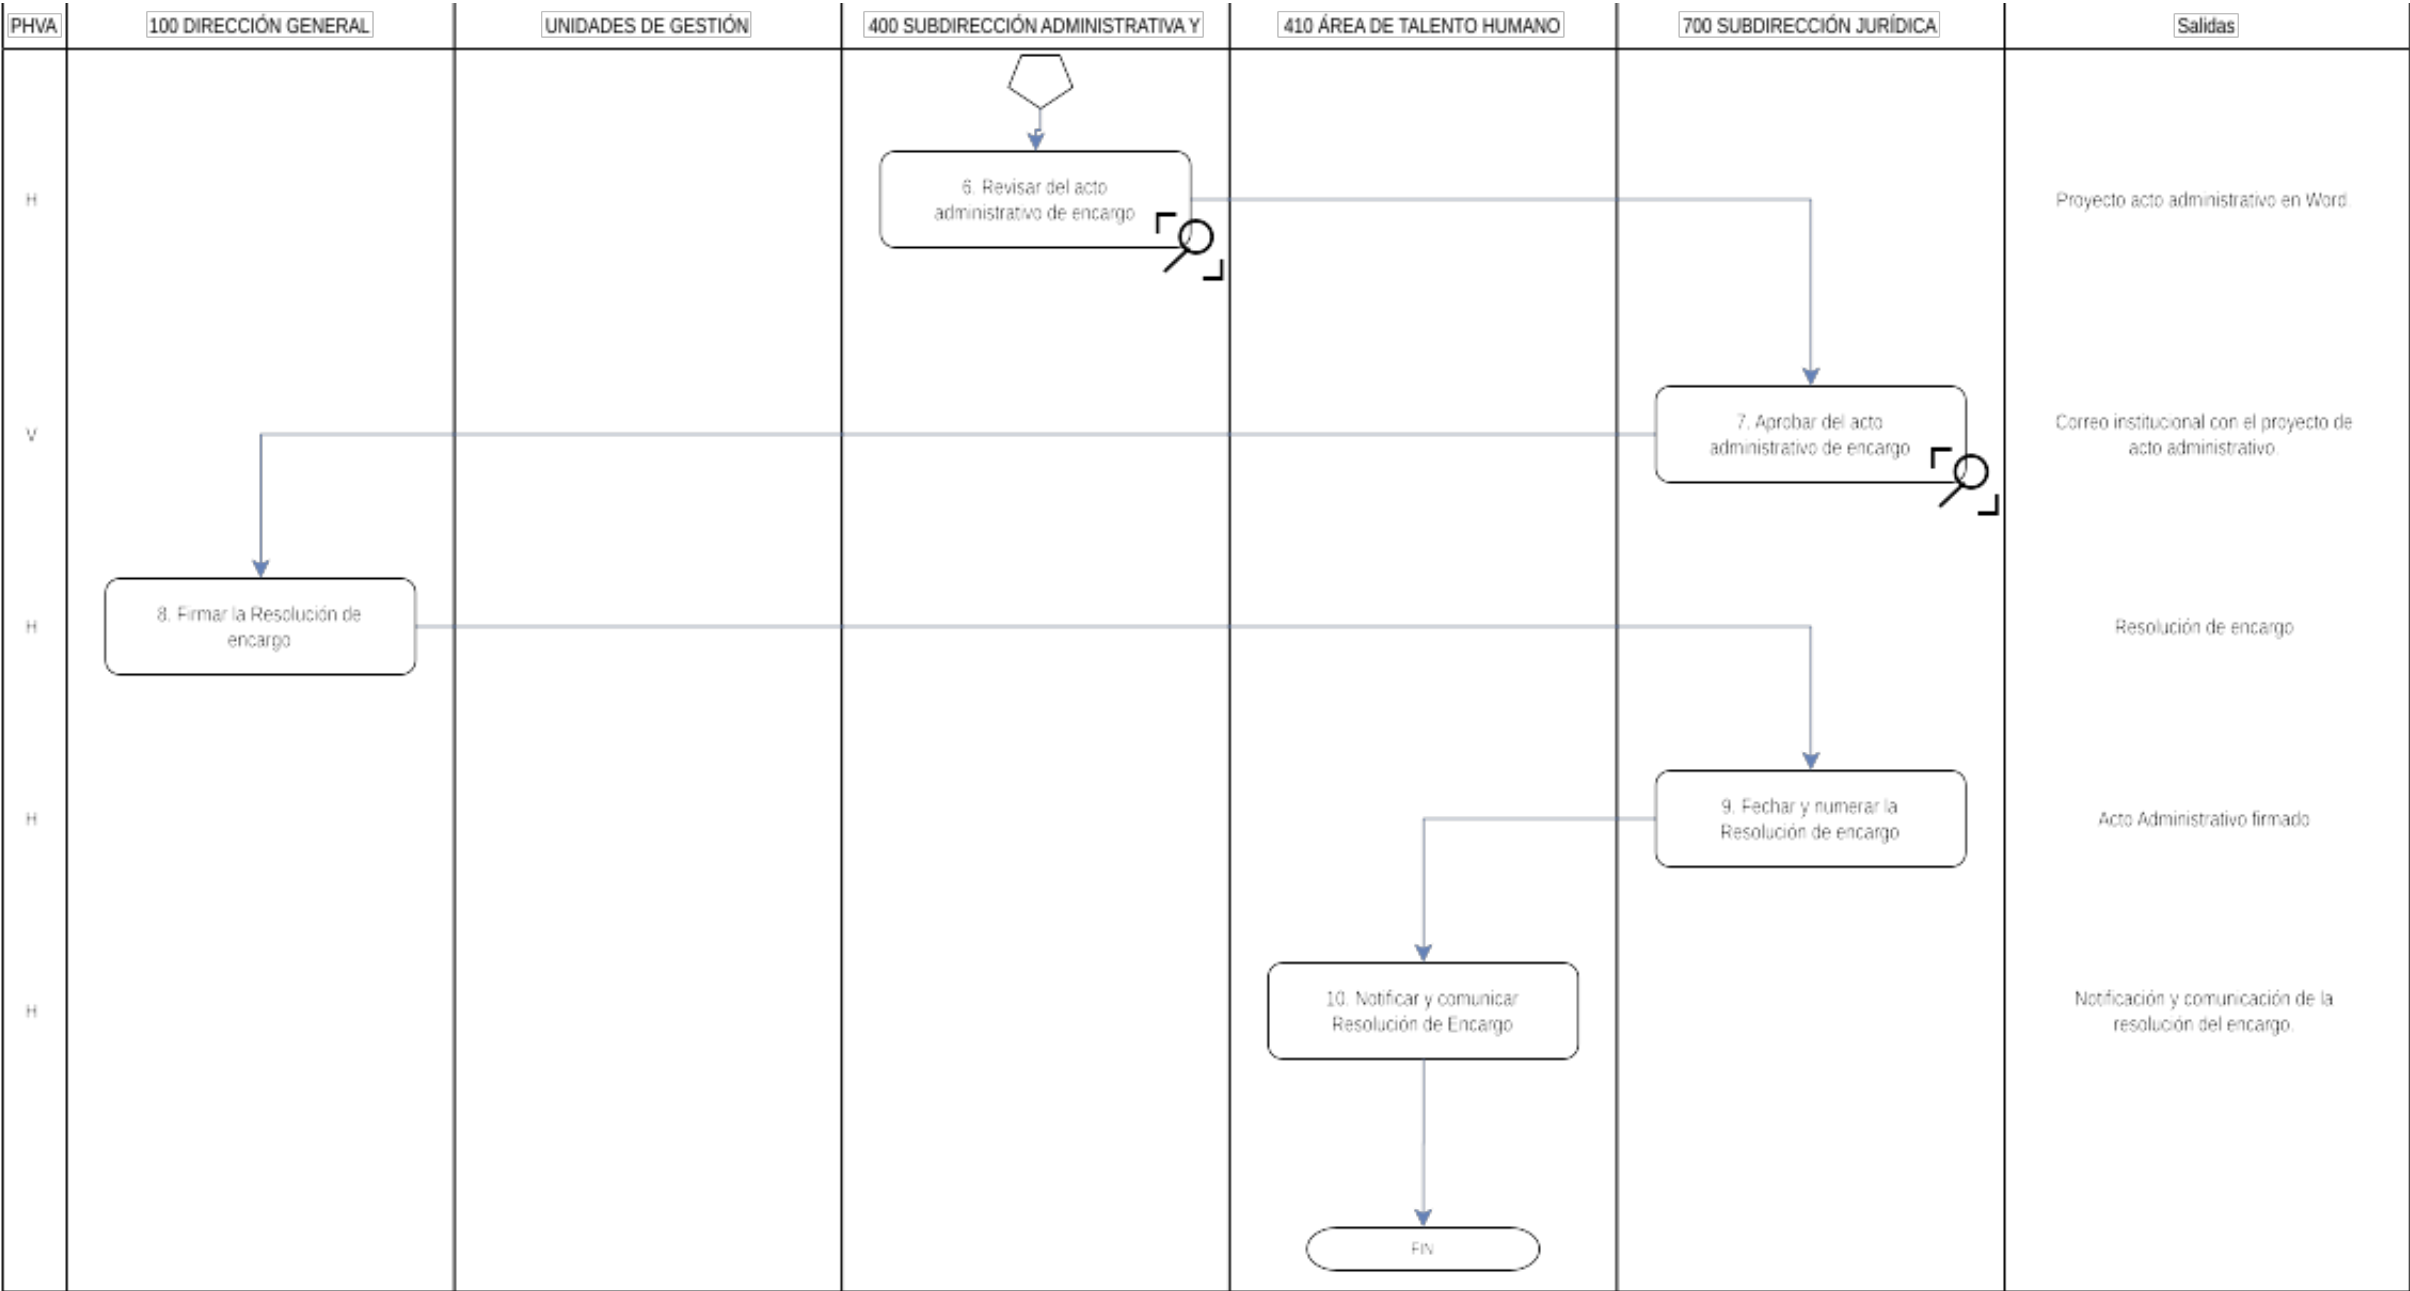 PHVA
100 DIRECCIÓN GENERAL
UNIDADES DE GESTIÓN
400 SUBDIRECCIÓN ADMINISTRATIVA Y
410 ÁREA DE TALENTO HUMANO
700 SUBDIRECCIÓN JURÍDICA
Salidas
H
6. Revisar del acto
administrativo de encargo
Proyecto acto administrativo en Word.
V
7. Aprobar del acto
administrativo de encargo
Correo institucional con el proyecto de
acto administrativo.
H
8. Firmar la Resolución de
encargo
Resolución de encargo
H
9. Fechar y numerar la
Resolución de encargo
Acto Administrativo firmado
H
10. Notificar y comunicar
Resolución de Encargo
Notificación y comunicación de la
resolución del encargo.
FIN